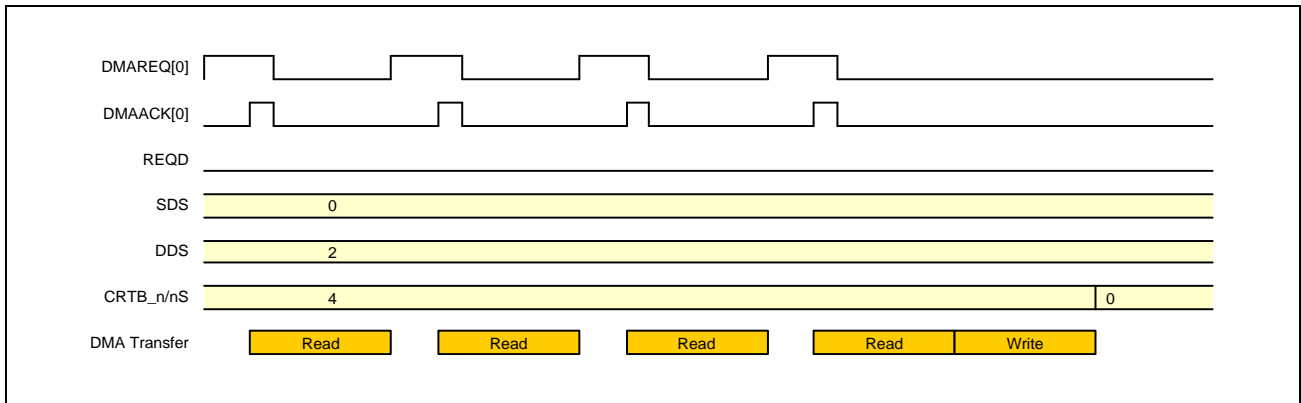 DMAREQ[0]
DMAACK[0]
REQD
SDS 0
DDS 2
CRTB_n/nS 4 0
DMA Transfer Read Read Read Read Write